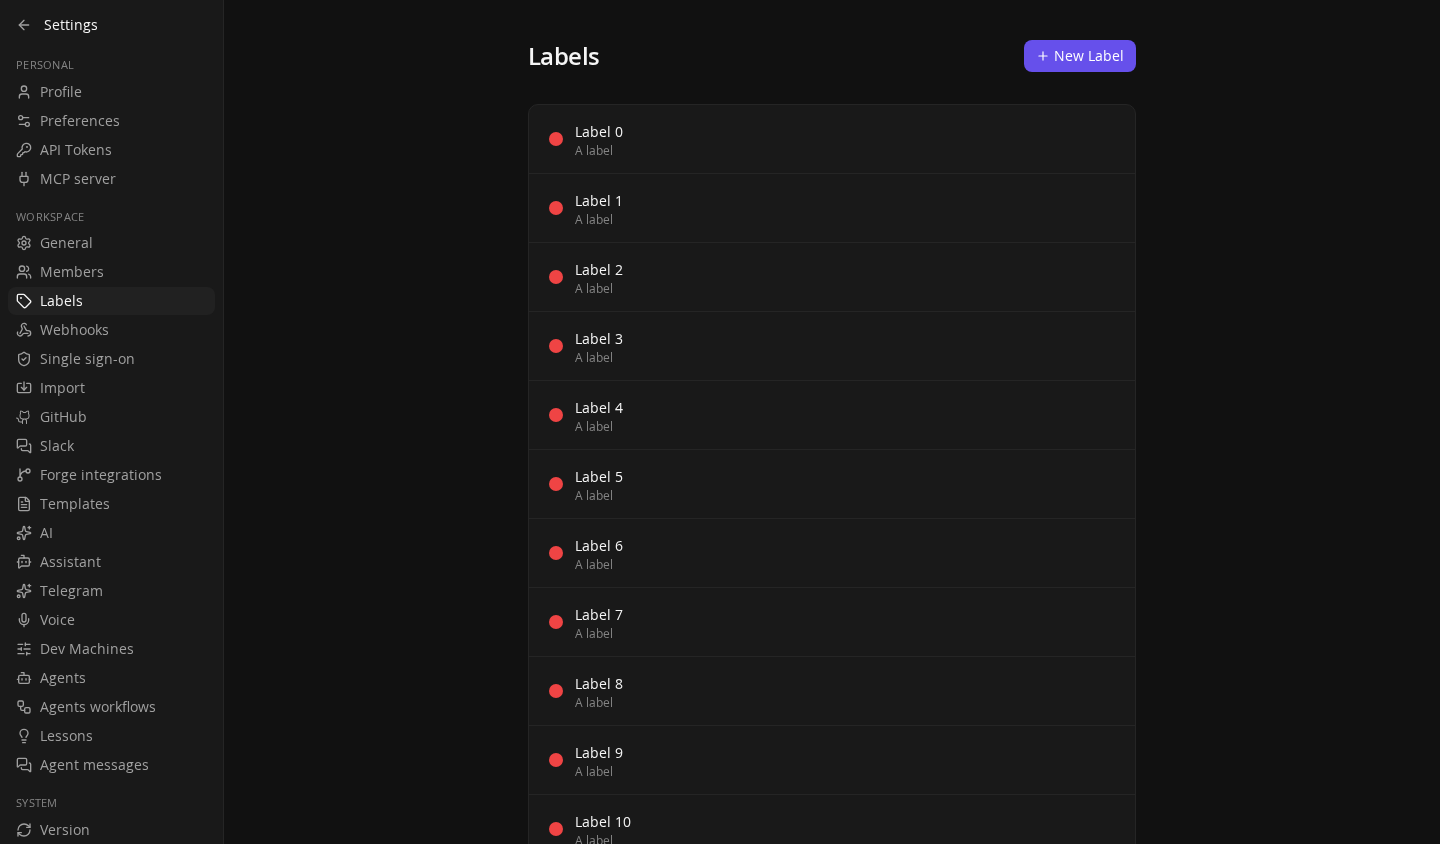 Settings
PERSONAL
Profile
Preferences
API Tokens
MCP server
WORKSPACE
General
Members
Labels
Webhooks
Single sign-on
Import
GitHub
Slack
Forge integrations
Templates
AI
Assistant
Telegram
Voice
Dev Machines
Agents
Agents workflows
Lessons
Agent messages
SYSTEM
Version
Labels
New Label
Label 0
A label
Label 1
A label
Label 2
A label
Label 3
A label
Label 4
A label
Label 5
A label
Label 6
A label
Label 7
A label
Label 8
A label
Label 9
A label
Label 10
A label